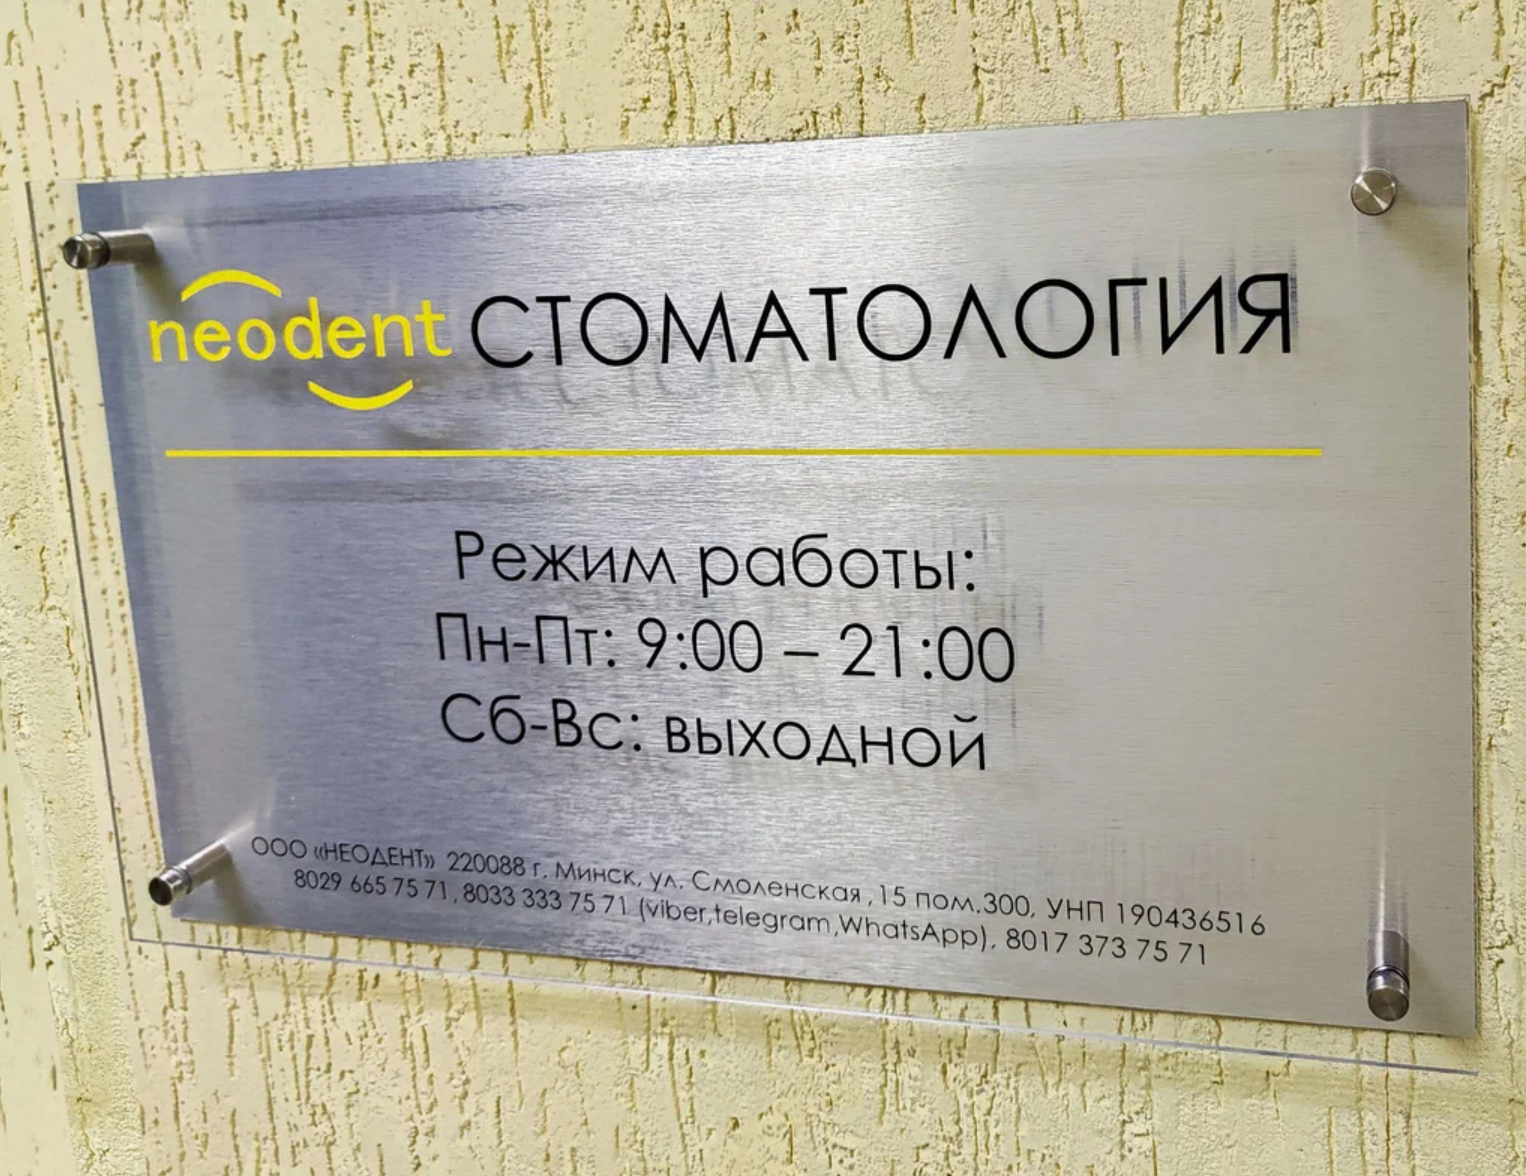 neodent СТОМАТОЛОГИЯ
Режим работы:
Пн-Пт: 9:00 – 21:00
Сб-Вс: выходной
ООО «НЕОДЕНТ» 220088 г. Минск, ул. Смоленская ,15 пом.300, УНП 190436516
8029 665 75 71, 8033 333 75 71 (viber,telegram,WhatsApp), 8017 373 75 71